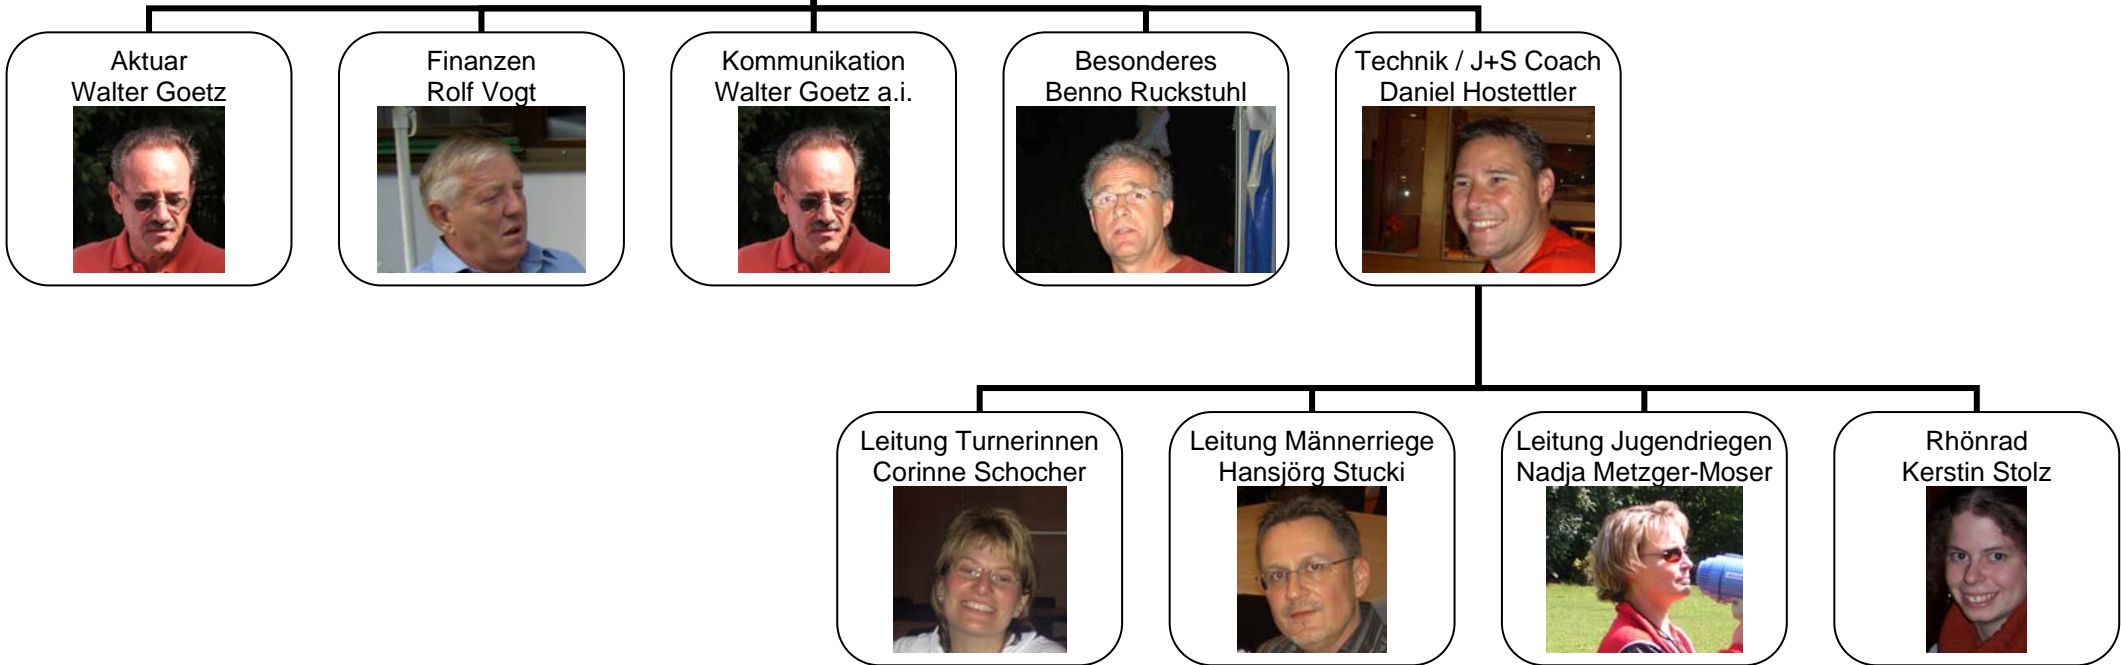 Aktuar
Walter Goetz
Finanzen
Rolf Vogt
Kommunikation
Walter Goetz a.i.
Besonderes
Benno Ruckstuhl
Technik / J+S Coach
Daniel Hostettler
Leitung Turnerinnen
Corinne Schocher
Leitung Männerriege
Hansjörg Stucki
Leitung Jugendriegen
Nadja Metzger-Moser
Rhönrad
Kerstin Stolz